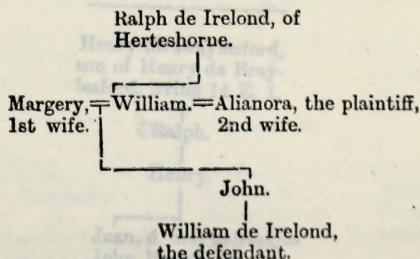 Ralph de Irelond, of
Herteshorne.
Margery, = William. = Alianora, the plaintiff,
1st wife. 2nd wife.
John.
William de Irelond,
the defendant.